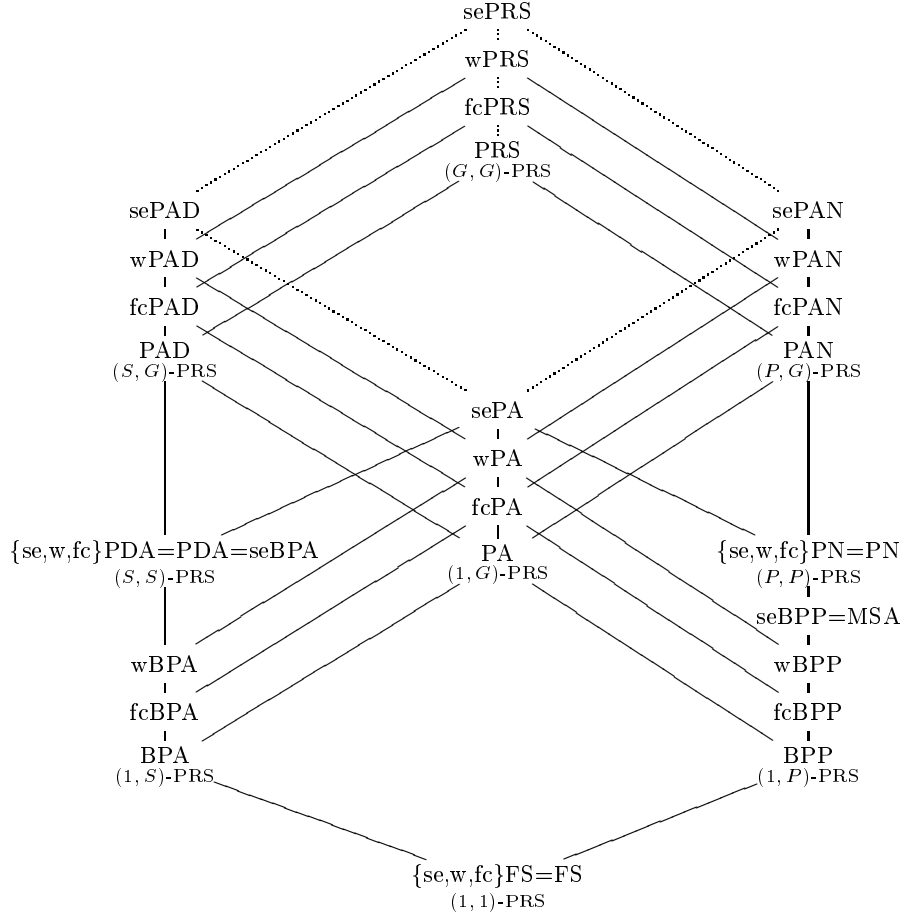 sePRS
wPRS
fcPRS
PRS
(G, G)-PRS
sePAD
sePAN
wPAD
wPAN
fcPAD
fcPAN
PAD
(S, G)-PRS
PAN
(P, G)-PRS
sePA
wPA
fcPA
PA
(1, G)-PRS
{se,w,fc}PDA=PDA=seBPA
(S, S)-PRS
{se,w,fc}PN=PN
(P, P)-PRS
seBPP=MSA
wBPA
wBPP
fcBPA
fcBPP
BPA
(1, S)-PRS
BPP
(1, P)-PRS
{se,w,fc}FS=FS
(1, 1)-PRS